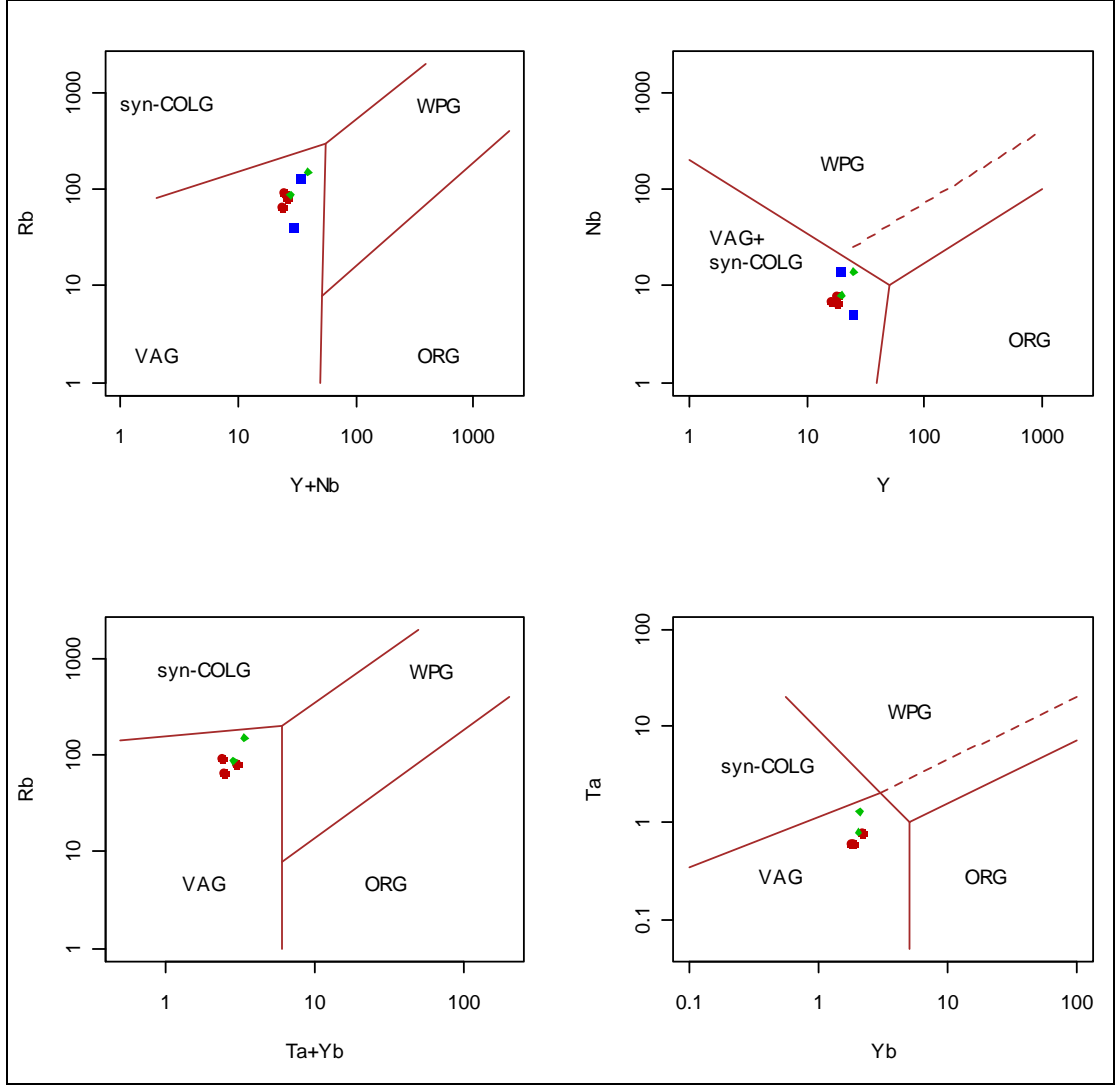 syn-COLG
WPG
VAG
ORG
1
10
100
1000
1
10
100
1000
Rb
Y+Nb
WPG
VAG+
syn-COLG
ORG
1
10
100
1000
1
10
100
1000
Nb
Y
syn-COLG
WPG
VAG
ORG
1
10
100
1000
1
10
100
Rb
Ta+Yb
WPG
syn-COLG
VAG
ORG
0.1
1
10
100
0.1
1
10
100
Ta
Yb